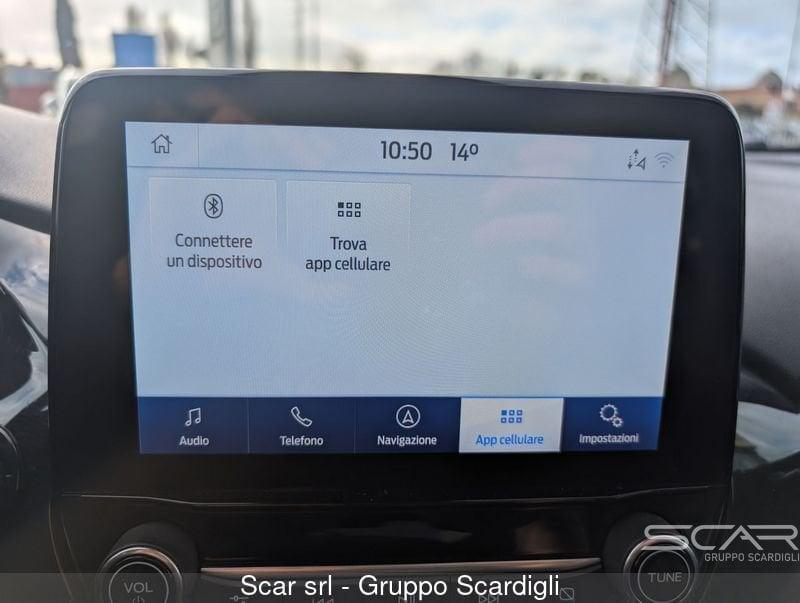 10:50 14°
Connettere
un dispositivo
Trova
app cellulare
Audio
Telefono
Navigazione
App cellulare
Impostazioni
SCAR
GRUPPO SCARDIGLI
VOL
TUNE
Scar srl - Gruppo Scardigli